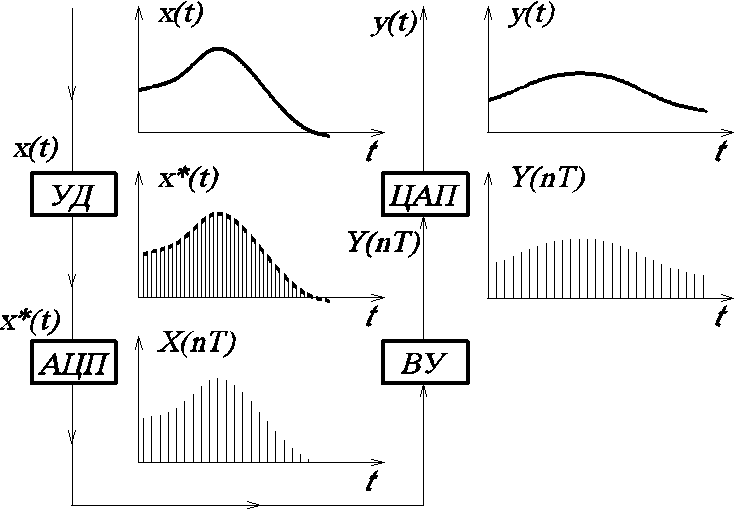 x(t)
y(t)
y(t)
t
t
x(t)
УД
x*(t)
ЦАП
Y(nT)
Y(nT)
t
t
x*(t)
АЦП
X(nT)
ВУ
t